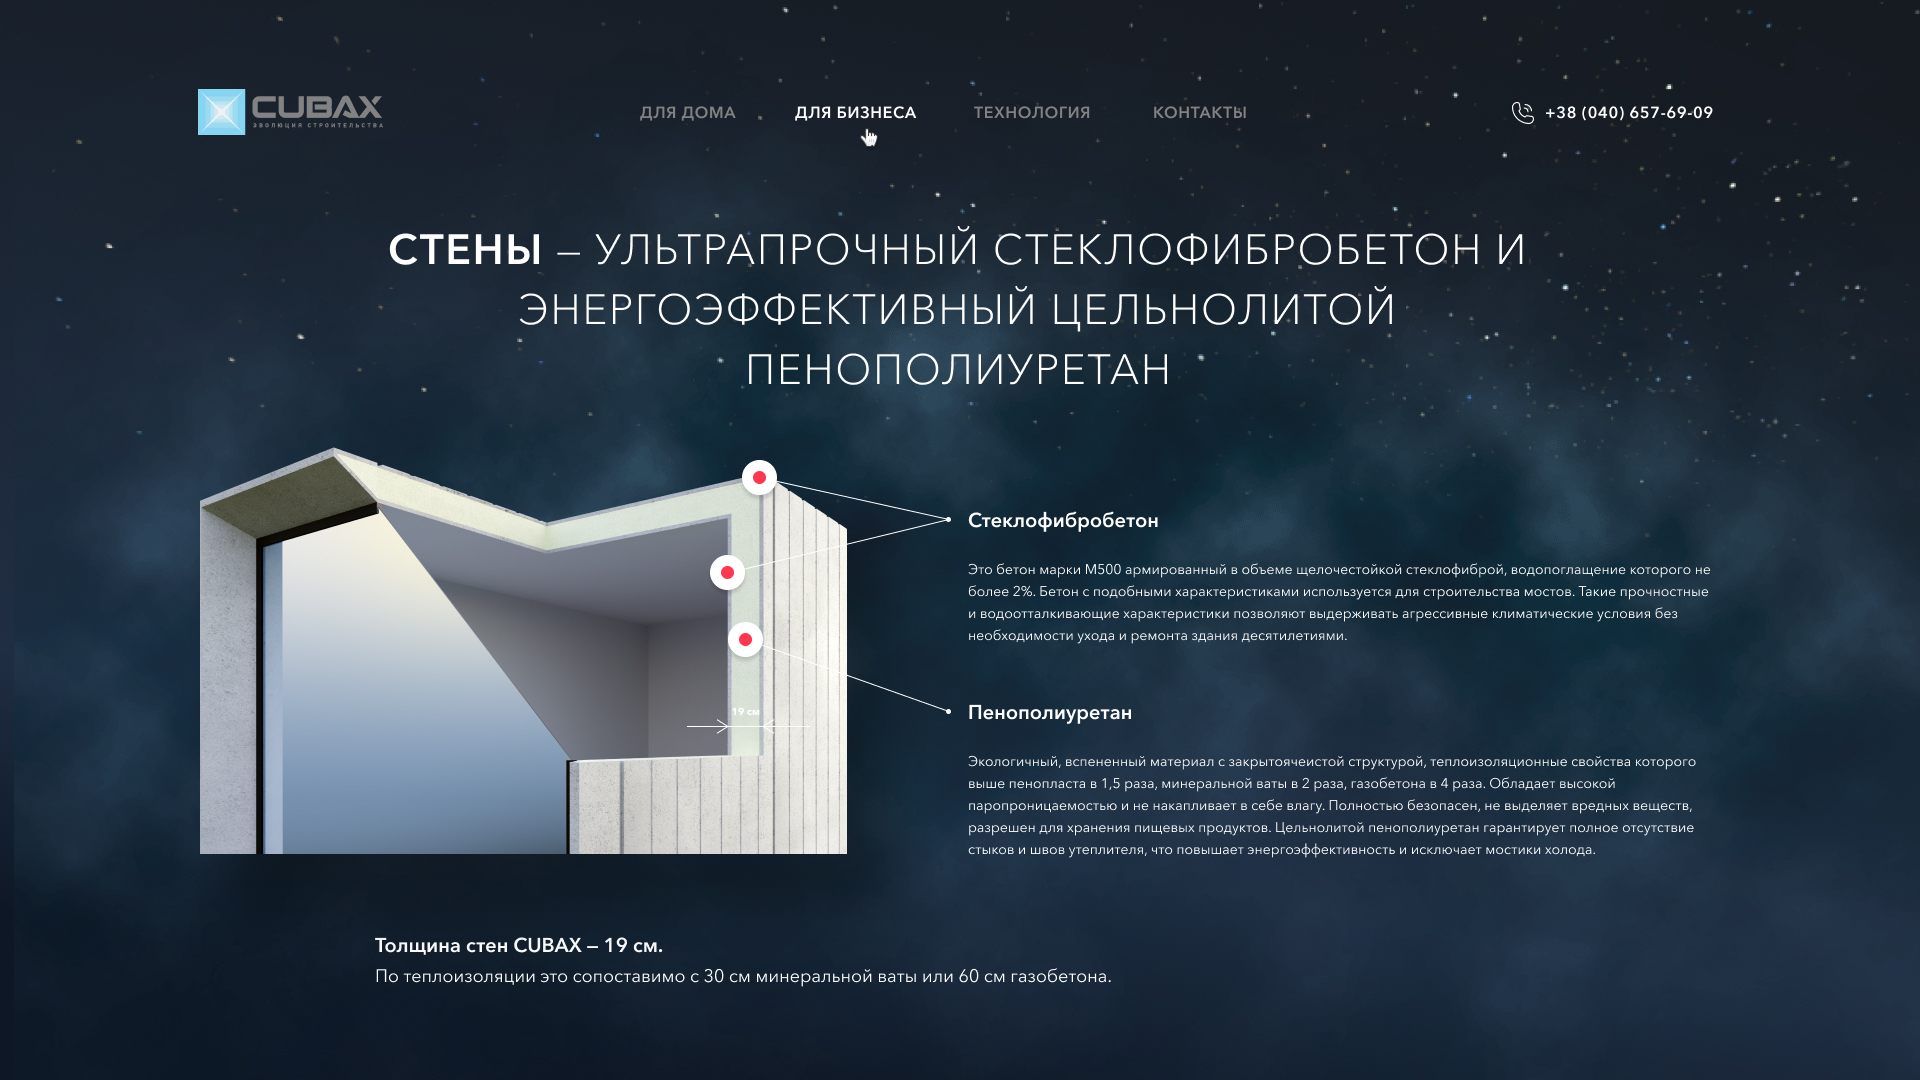 CUBAX
ЭВОЛЮЦИЯ СТРОИТЕЛЬСТВА
ДЛЯ ДОМА
ДЛЯ БИЗНЕСА
ТЕХНОЛОГИЯ
КОНТАКТЫ
+38 (040) 657-69-09
СТЕНЫ – УЛЬТРАПРОЧНЫЙ СТЕКЛОФИБРОБЕТОН И
ЭНЕРГОЭФФЕКТИВНЫЙ ЦЕЛЬНОЛИТОЙ
ПЕНОПОЛИУРЕТАН
Стеклофибробетон
Это бетон марки М500 армированный в объеме щелочестойкой стеклофиброй, водопоглащение которого не
более 2%. Бетон с подобными характеристиками используется для строительства мостов. Такие прочностные
и водоотталкивающие характеристики позволяют выдерживать агрессивные климатические условия без
необходимости ухода и ремонта здания десятилетиями.
19 см
Пенополиуретан
Экологичный, вспененный материал с закрытоячеистой структурой, теплоизоляционные свойства которого
выше пенопласта в 1,5 раза, минеральной ваты в 2 раза, газобетона в 4 раза. Обладает высокой
паропроницаемостью и не накапливает в себе влагу. Полностью безопасен, не выделяет вредных веществ,
разрешен для хранения пищевых продуктов. Цельнолитой пенополиуретан гарантирует полное отсутствие
стыков и швов утеплителя, что повышает энергоэффективность и исключает мостики холода.
Толщина стен CUBAX – 19 см.
По теплоизоляции это сопоставимо с 30 см минеральной ваты или 60 см газобетона.